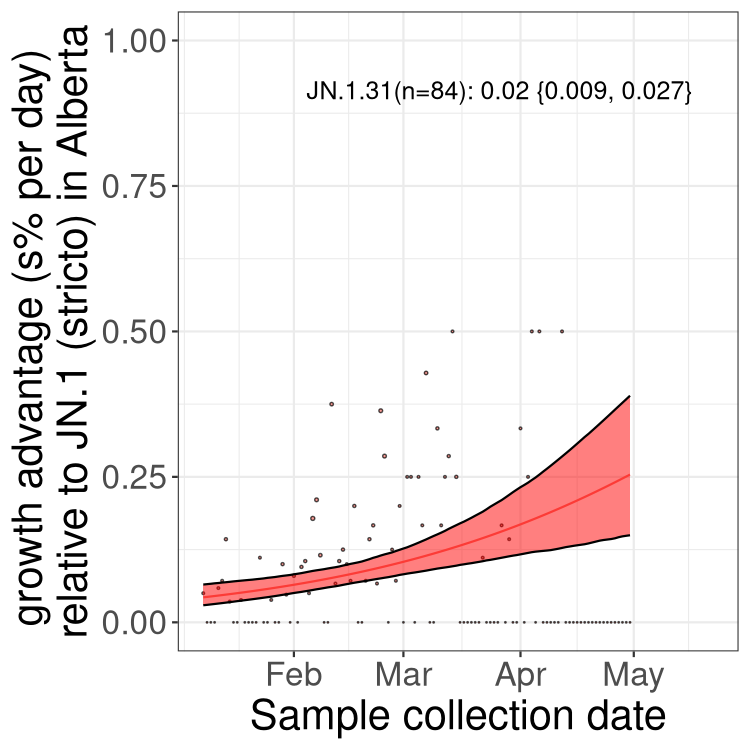 growth advantage (s% per day)
relative to JN.1 (stricto) in Alberta
1.00
0.75
0.50
0.25
0.00
JN.1.31(n=84): 0.02 {0.009, 0.027}
Feb Mar Apr May
Sample collection date